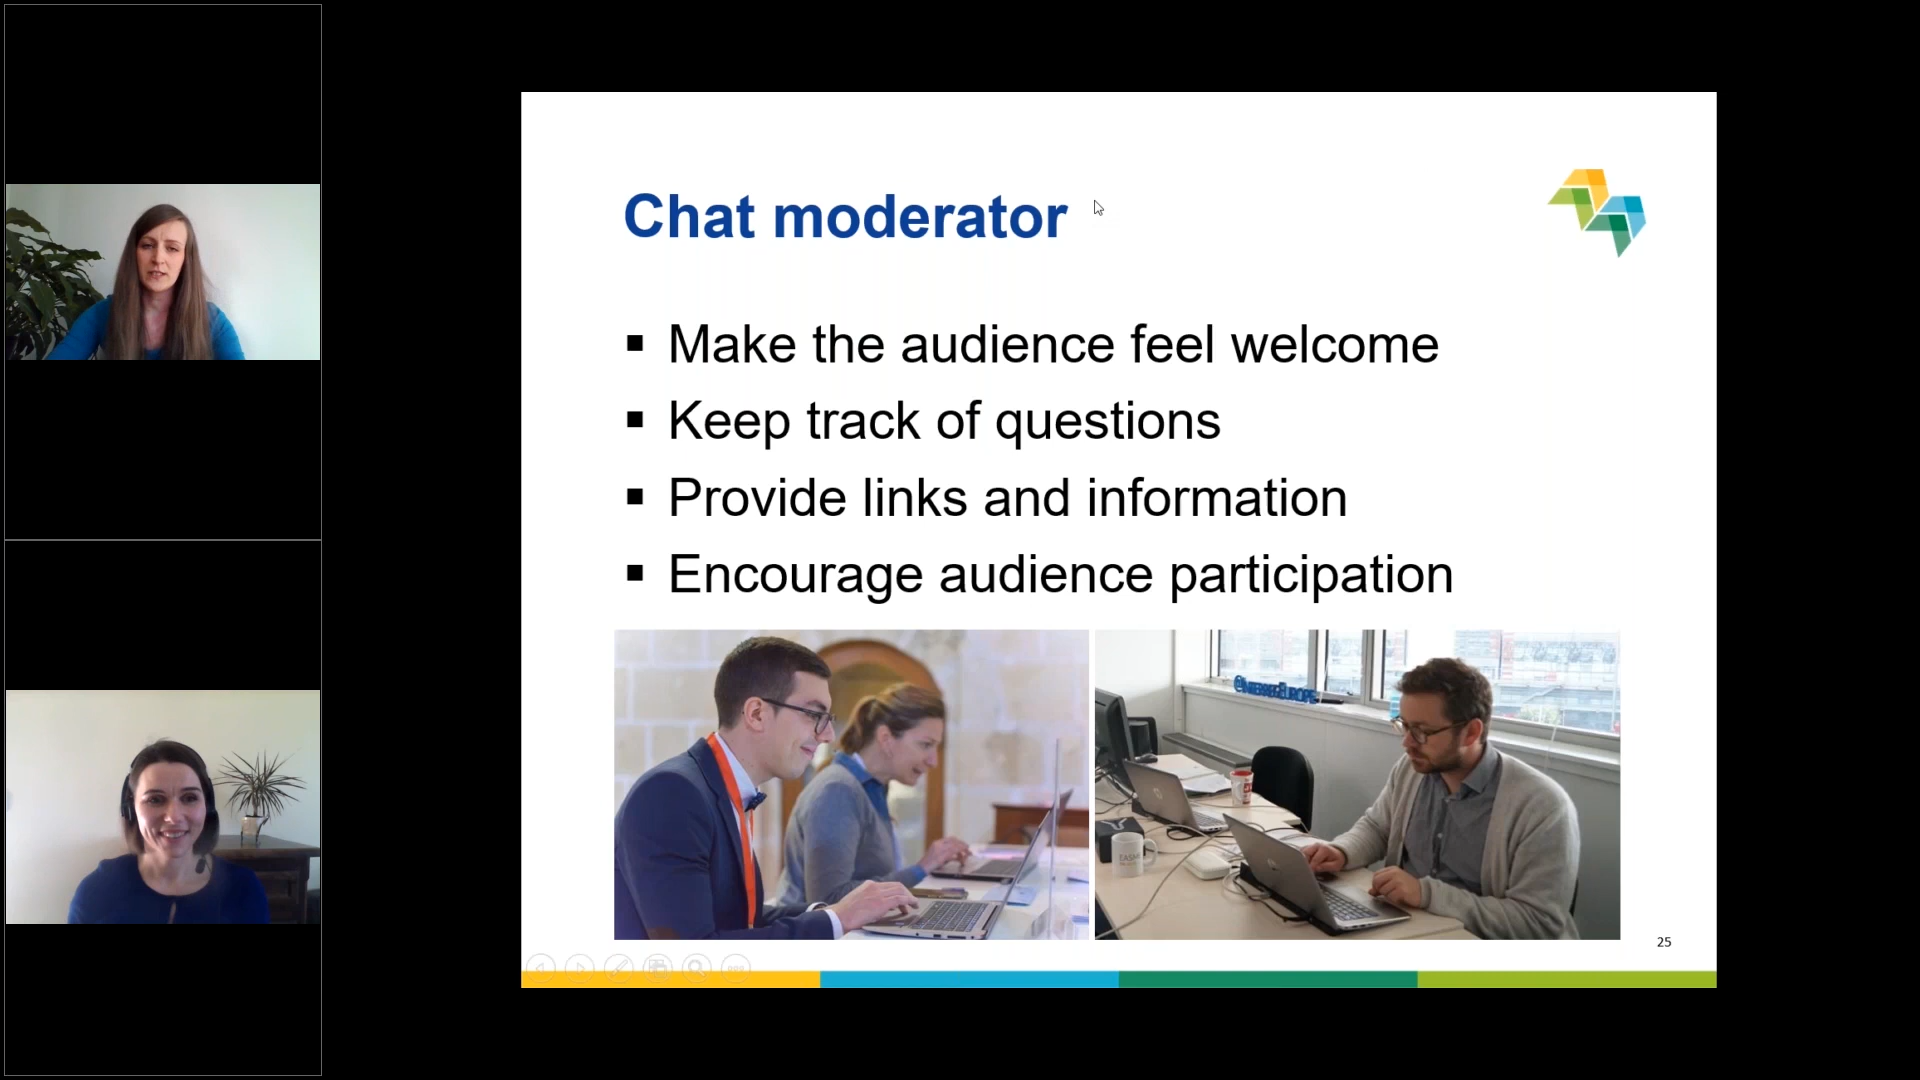 Chat moderator
▪ Make the audience feel welcome
▪ Keep track of questions
▪ Provide links and information
▪ Encourage audience participation
@INTERREGEUROPE
25